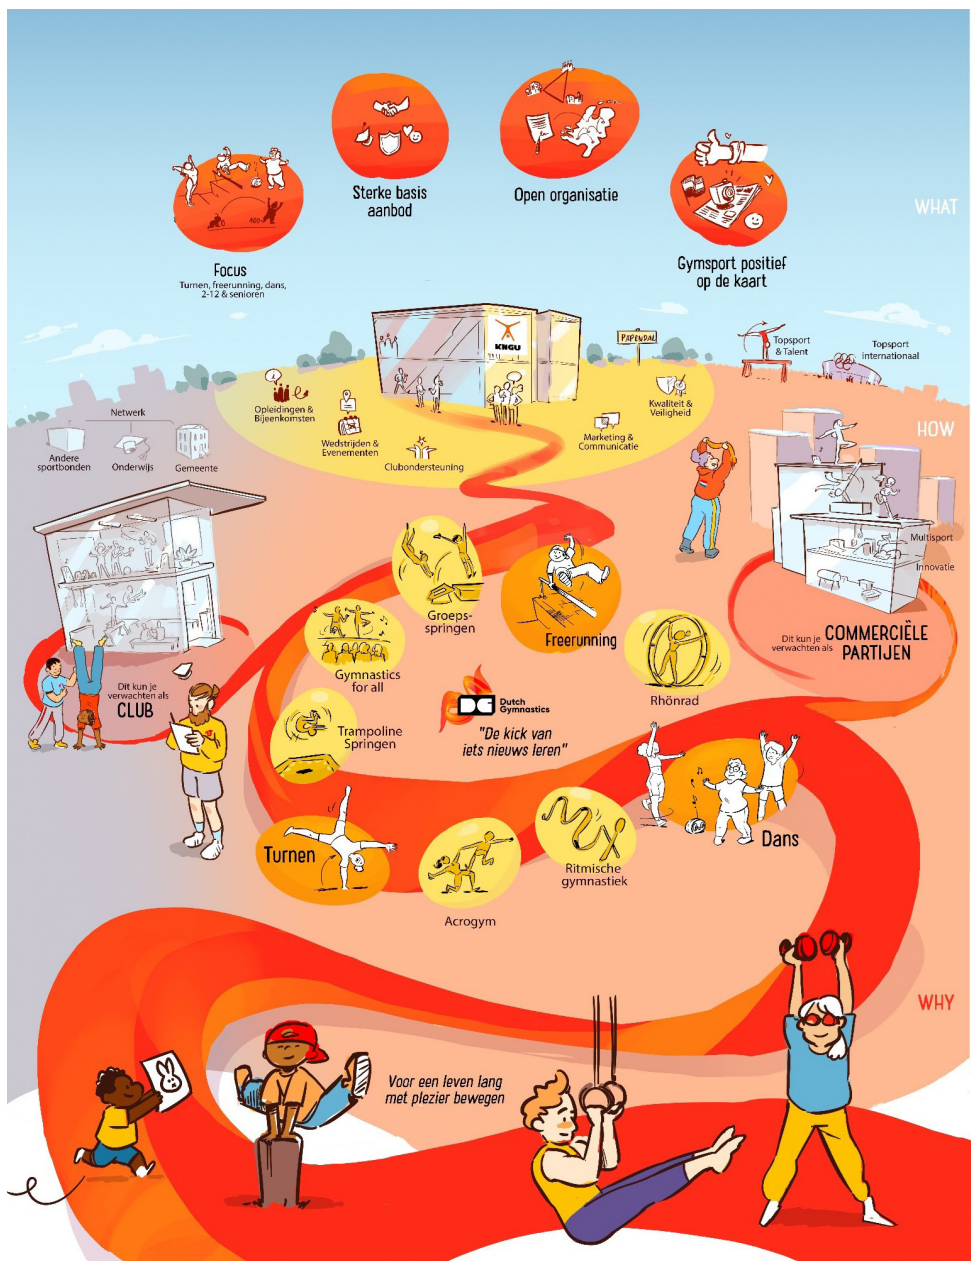 Sterke basis
aanbod
Open organisatie
WHAT
Focus
Turnen, freerunning, dans,
2-12 & senioren
400
Gymsport positief
op de kaart
KNGU
PAPENDAL
Topsport
& Talent
Topsport
internationaal
Opleidingen &
Bijeenkomsten
Kwaliteit &
Veiligheid
Netwerk
Wedstrijden &
Evenementen
Marketing &
Communicatie
HOW
Andere
sportbonden
Onderwijs
Gemeente
Clubondersteuning
Multisport
Innovatie
Groeps-
springen
Freerunning
Dit kun je
verwachten als
COMMERCIËLE
PARTIJEN
Gymnastics
for all
Rhönrad
Dit kun je
verwachten als
CLUB
DG Dutch
Gymnastics
Trampoline
Springen
"De kick van
iets nieuws leren"
Turnen
Dans
Ritmische
gymnastiek
Acrogym
WHY
Voor een leven lang
met plezier bewegen